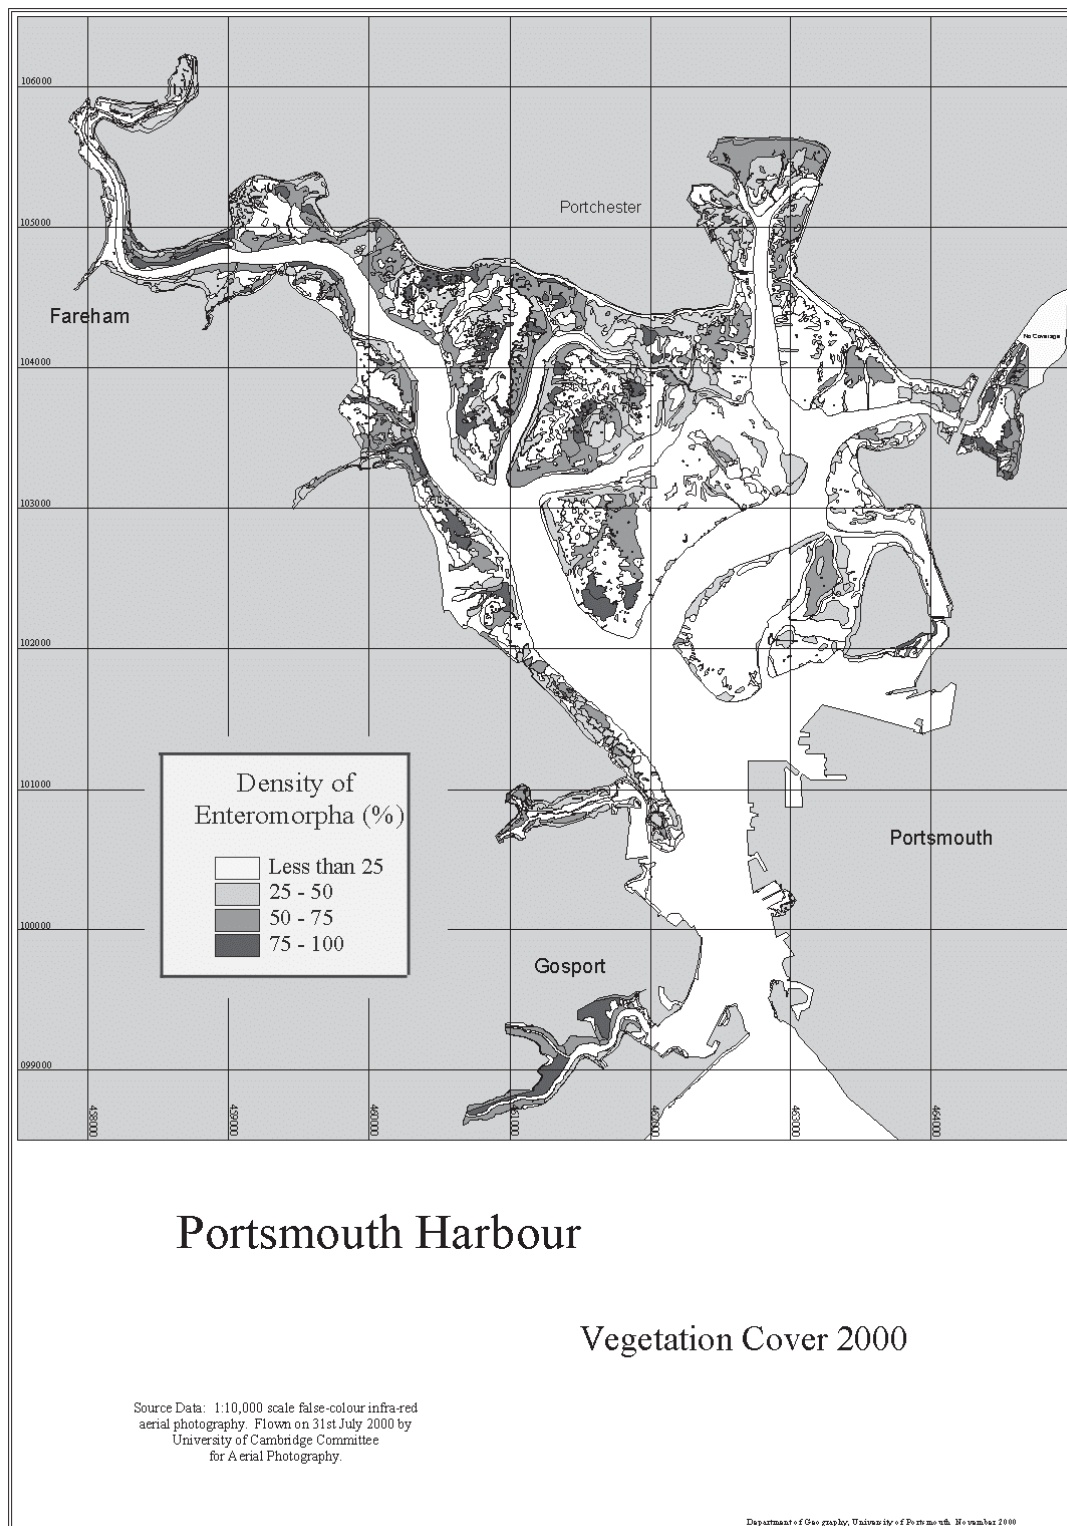 106000
Portchester
105000
Fareham
No Coverage
104000
103000
102000
101000
Density of
Enteromorpha (%)
Less than 25
25 - 50
50 - 75
75 - 100
Portsmouth
100000
Gosport
099000
458000
459000
460000
461000
462000
463000
464000
Portsmouth Harbour
Vegetation Cover 2000
Source Data: 1:10,000 scale false-colour infra-red
aerial photography. Flown on 31st July 2000 by
University of Cambridge Committee
for Aerial Photography.
Department of Geography, University of Portsmouth November 2000